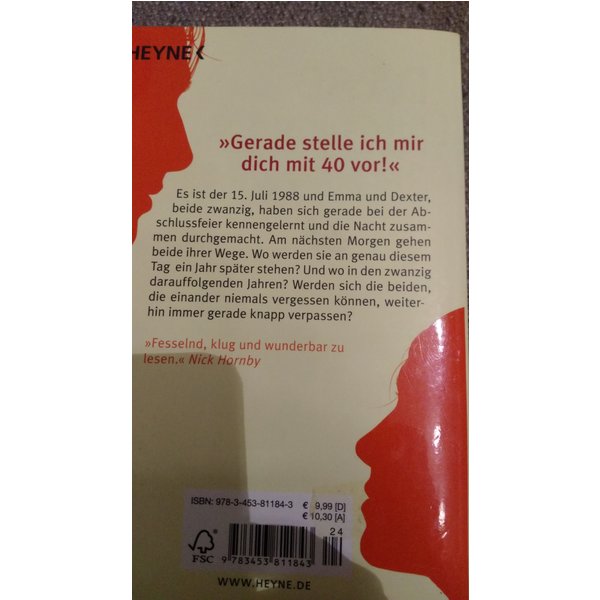 HEYNE<
»Gerade stelle ich mir
dich mit 40 vor!«
Es ist der 15. Juli 1988 und Emma und Dexter,
beide zwanzig, haben sich gerade bei der Ab-
schlussfeier kennengelernt und die Nacht zusam-
men durchgemacht. Am nächsten Morgen gehen
beide ihrer Wege. Wo werden sie an genau diesem
Tag ein Jahr später stehen? Und wo in den zwanzig
darauffolgenden Jahren? Werden sich die beiden,
die einander niemals vergessen können, weiter-
hin immer gerade knapp verpassen?
»Fesselnd, klug und wunderbar zu
lesen.« Nick Hornby
ISBN: 978-3-453-81184-3
€ 9,99 [D]
€ 10,30 [A]
24
FSC
9 783453 811843
WWW.HEYNE.DE